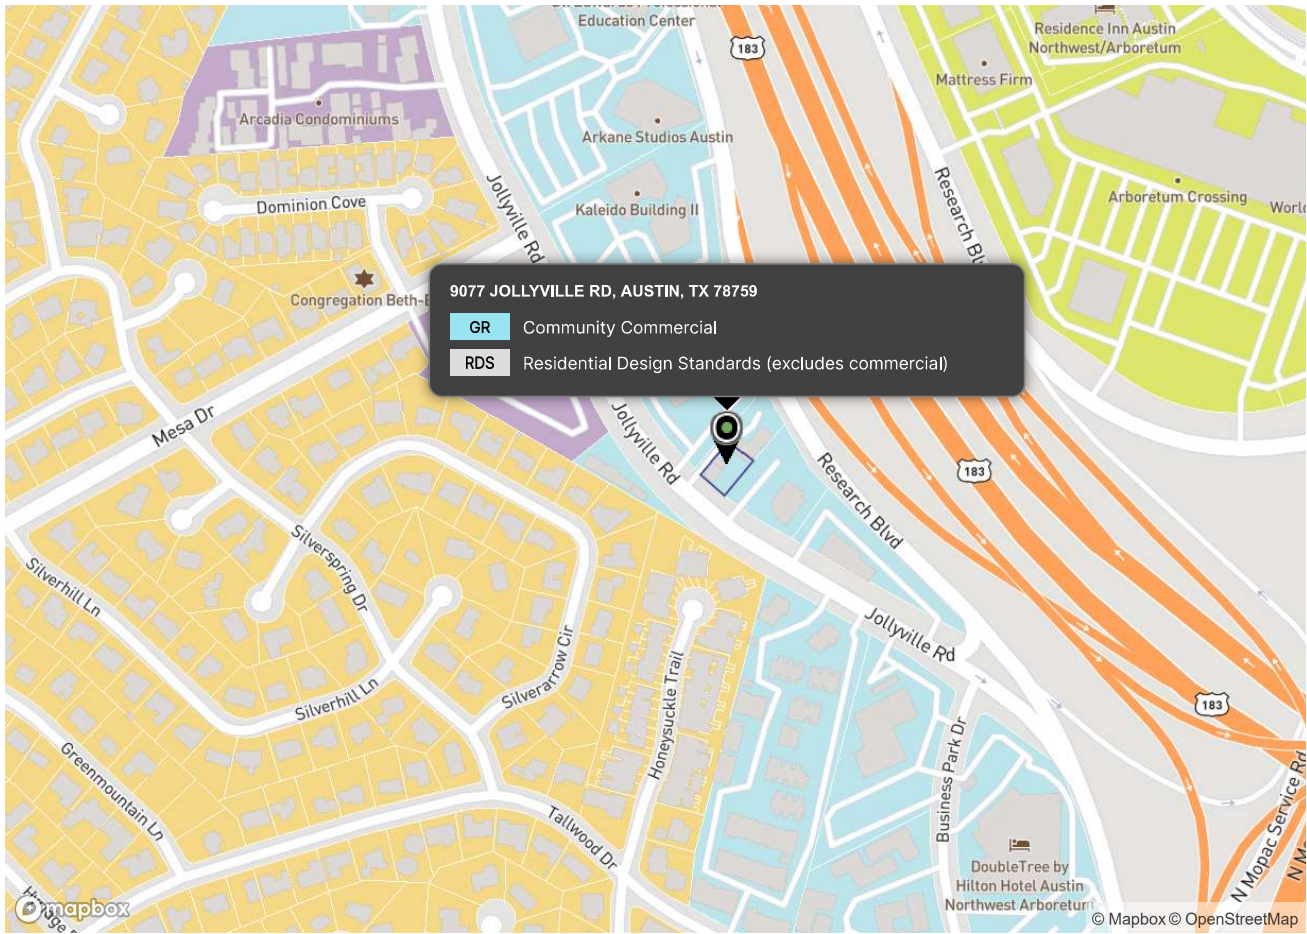 Education Center
183
Residence Inn Austin
Northwest/Arboretum
Mattress Firm
Arcadia Condominiums
Arkane Studios Austin
Dominion Cove
Jollyville Rd
Kaleido Building II
Research Bl
Arboretum Crossing
World
Congregation Beth-E
9077 JOLLYVILLE RD, AUSTIN, TX 78759
GR Community Commercial
RDS Residential Design Standards (excludes commercial)
Mesa Dr
Jollyville Rd
Research Blvd
183
Silverhill Ln
Silverspring Dr
Silverarrow Cir
Jollyville Rd
Silverhill Ln
Honeysuckle Trail
183
Greenmountain Ln
Business Park Dr
Tallwood Dr
N Mopac Service Rd
N M
DoubleTree by
Hilton Hotel Austin
Northwest Arboretum
mapbox
© Mapbox © OpenStreetMap